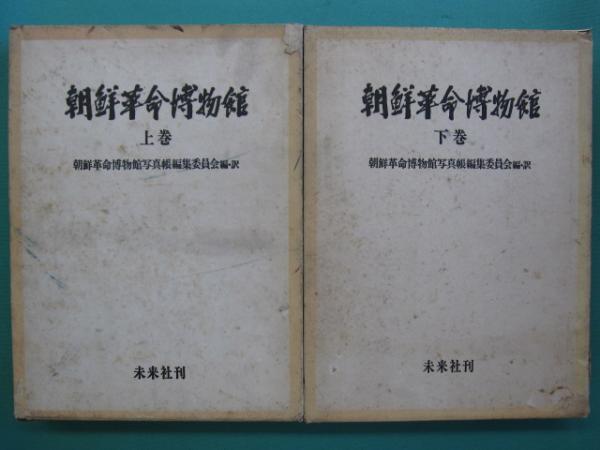 朝鮮革命博物館
上巻
朝鮮革命博物館写真帳編集委員会編・訳
未来社刊
朝鮮革命博物館
下巻
朝鮮革命博物館写真帳編集委員会編・訳
未来社刊